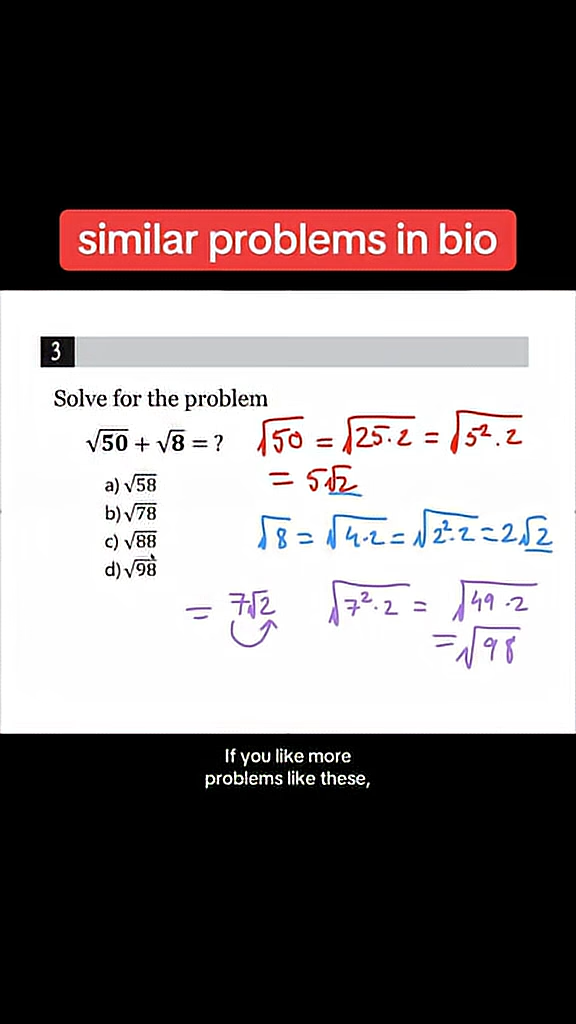 similar problems in bio
3
Solve for the problem
√50 + √8 = ?
√50 = √25·2 = √5²·2
= 5√2
a) √58
b) √78
c) √88
d) √98
√8 = √4·2 = √2²·2 = 2√2
= 7√2 √7²·2 = √49·2
= √98
If you like more
problems like these,